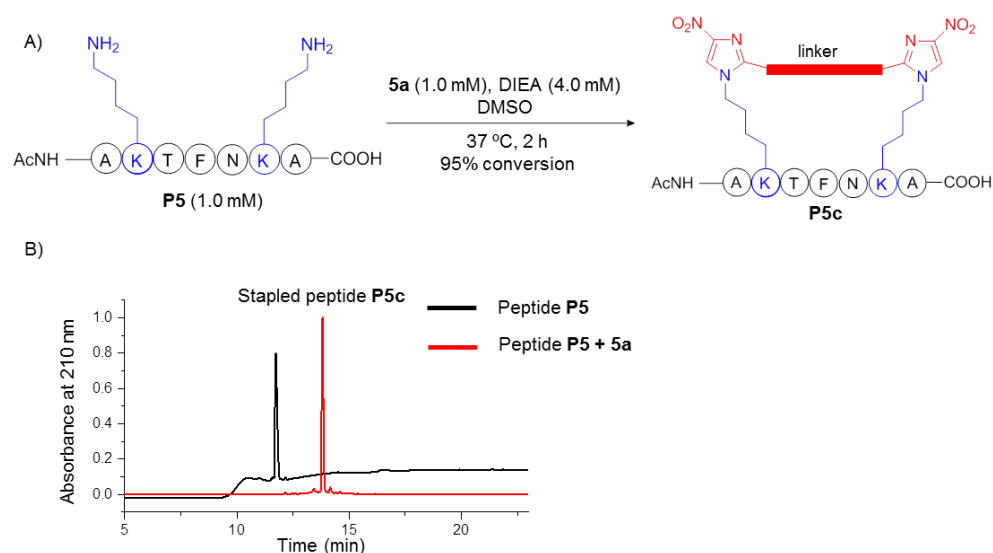 A)
NH₂ NH₂
AcNH A K T F N K A COOH
P5 (1.0 mM)
5a (1.0 mM), DIEA (4.0 mM)
DMSO
37 ºC, 2 h
95% conversion
O₂N N linker N NO₂
N N
AcNH A K T F N K A COOH
P5c
B)
Stapled peptide P5c
Peptide P5
Peptide P5 + 5a
Absorbance at 210 nm
1.0
0.8
0.6
0.4
0.2
0.0
5 10 15 20
Time (min)